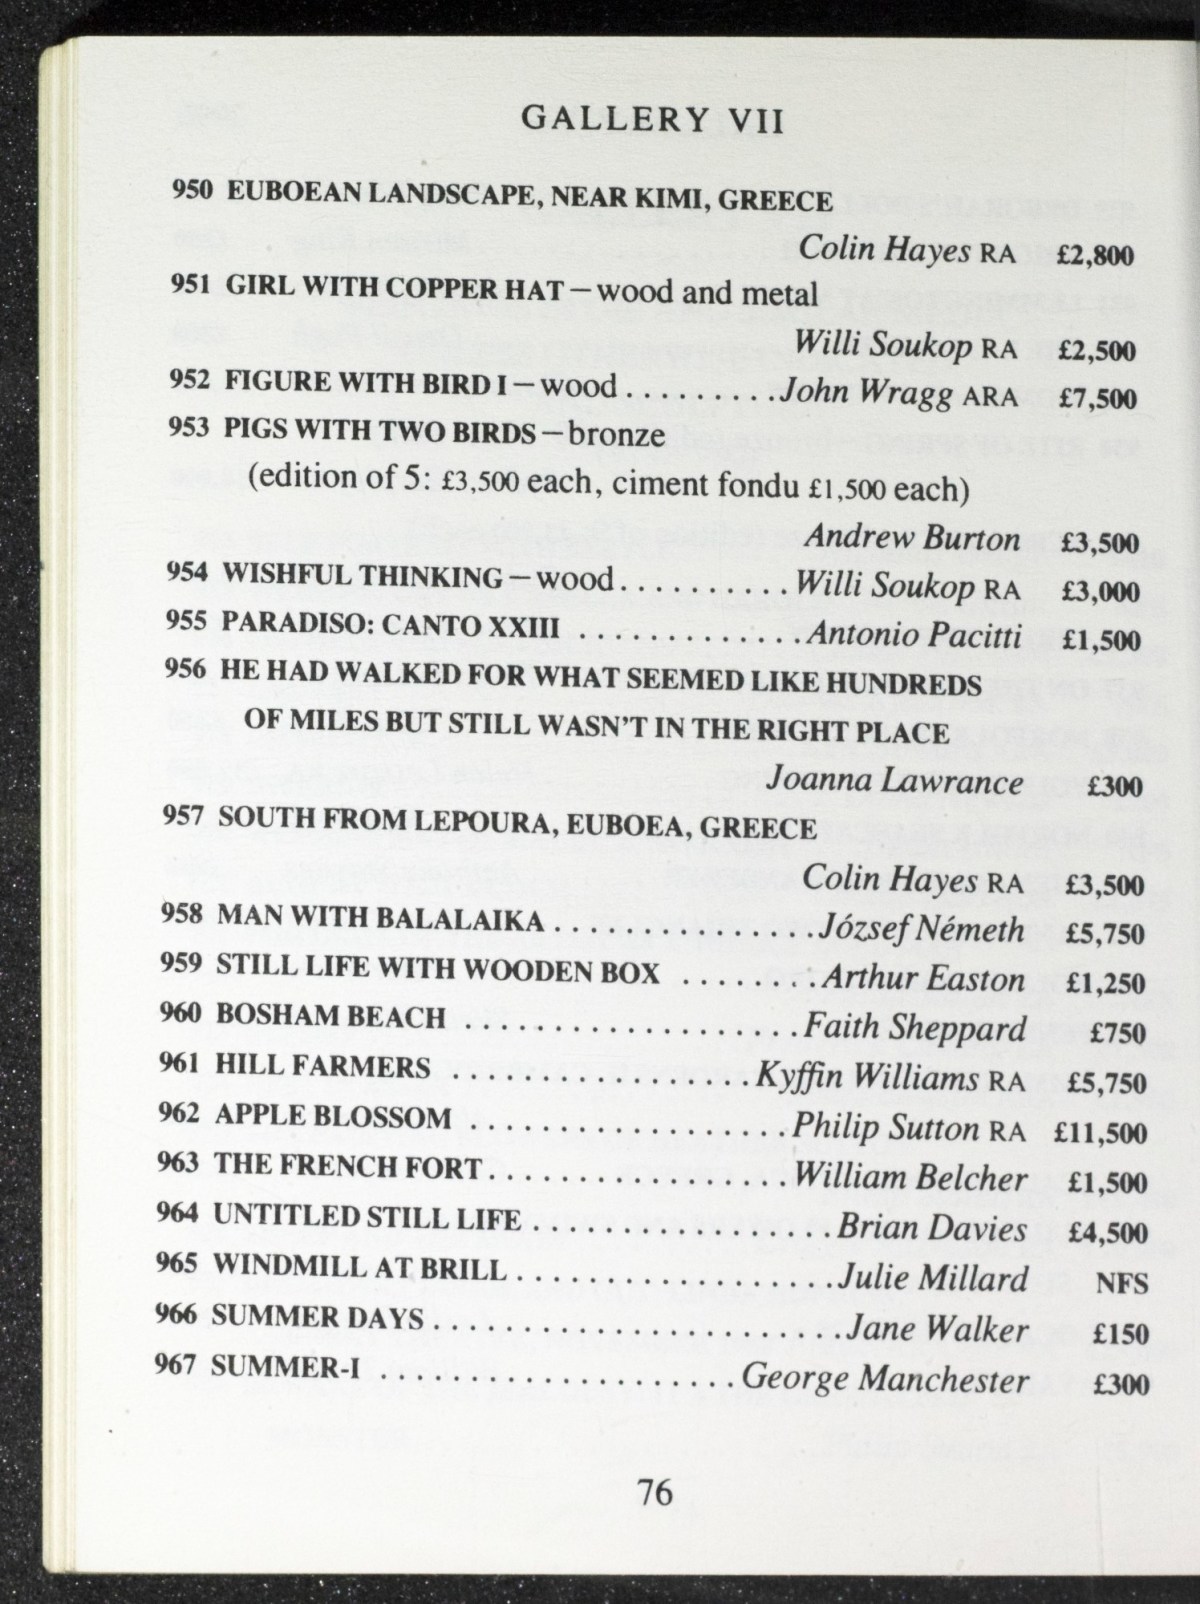 GALLERY VII
950 EUBOEAN LANDSCAPE, NEAR KIMI, GREECE
Colin Hayes RA £2,800
951 GIRL WITH COPPER HAT—wood and metal
Willi Soukop RA £2,500
952 FIGURE WITH BIRD I—wood.........John Wragg ARA £7,500
953 PIGS WITH TWO BIRDS—bronze
(edition of 5: £3,500 each, ciment fondu £1,500 each)
Andrew Burton £3,500
954 WISHFUL THINKING—wood..........Willi Soukop RA £3,000
955 PARADISO: CANTO XXIII .............Antonio Pacitti £1,500
956 HE HAD WALKED FOR WHAT SEEMED LIKE HUNDREDS
OF MILES BUT STILL WASN'T IN THE RIGHT PLACE
Joanna Lawrance £300
957 SOUTH FROM LEPOURA, EUBOEA, GREECE
Colin Hayes RA £3,500
958 MAN WITH BALALAIKA...............József Németh £5,750
959 STILL LIFE WITH WOODEN BOX ........Arthur Easton £1,250
960 BOSHAM BEACH ...................Faith Sheppard £750
961 HILL FARMERS .................Kyffin Williams RA £5,750
962 APPLE BLOSSOM ..................Philip Sutton RA £11,500
963 THE FRENCH FORT.................William Belcher £1,500
964 UNTITLED STILL LIFE.................Brian Davies £4,500
965 WINDMILL AT BRILL..................Julie Millard NFS
966 SUMMER DAYS.......................Jane Walker £150
967 SUMMER-I ....................George Manchester £300
76